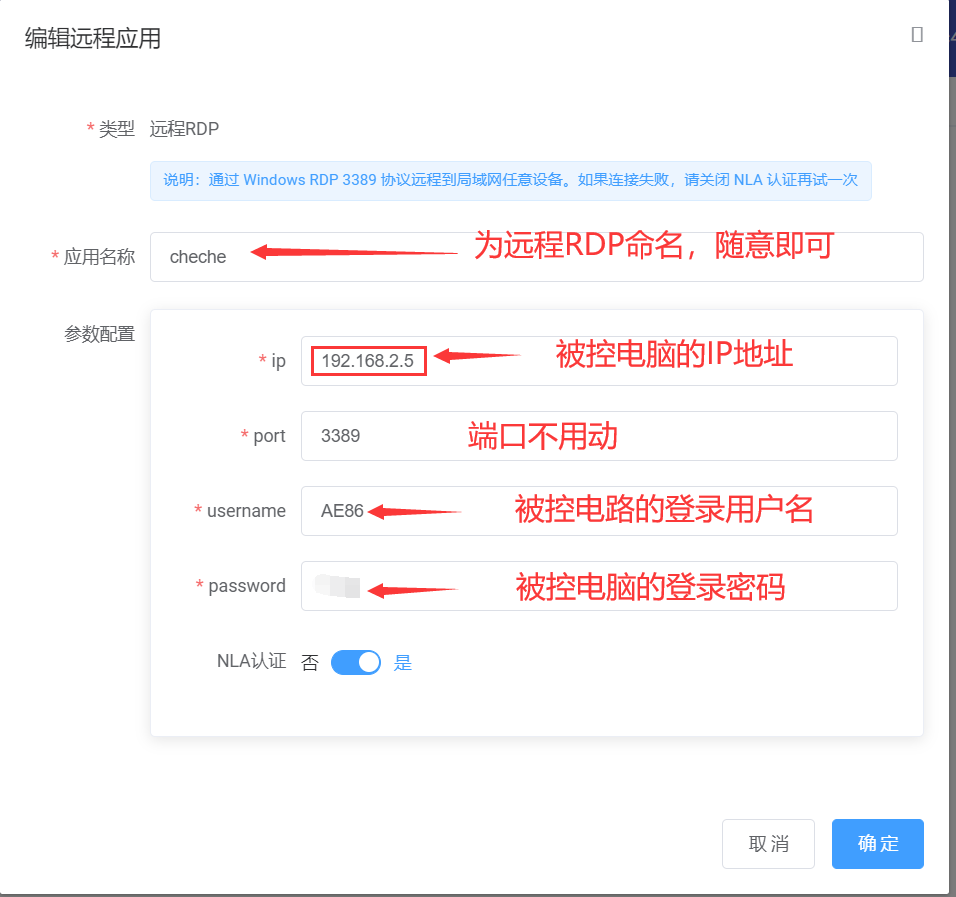 编辑远程应用
* 类型 远程RDP
说明：通过 Windows RDP 3389 协议远程到局域网任意设备。如果连接失败，请关闭 NLA 认证再试一次
* 应用名称 cheche 为远程RDP命名，随意即可
参数配置
* ip 192.168.2.5 被控电脑的IP地址
* port 3389 端口不用动
* username AE86 被控电路的登录用户名
* password 被控电脑的登录密码
NLA认证 否 是
取消 确定